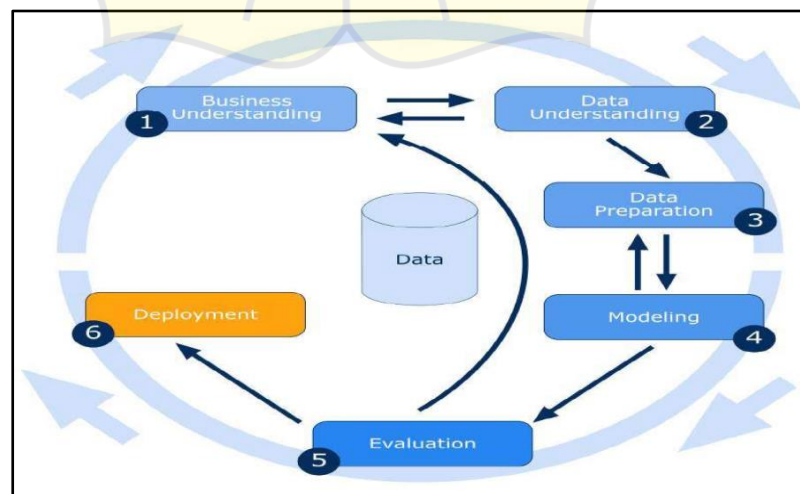 Business
Understanding
1
Data
Understanding
2
Data
Preparation
3
Data
Modeling
4
Deployment
6
Evaluation
5